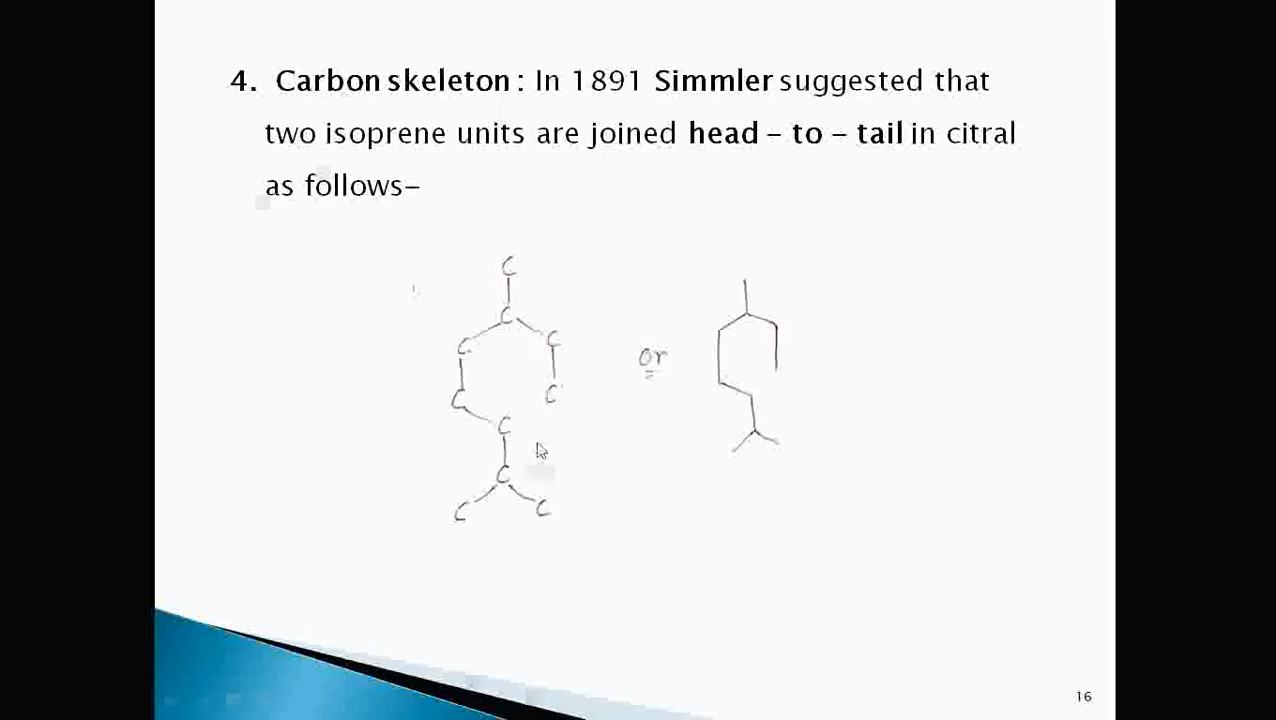 4. Carbon skeleton : In 1891 Simmler suggested that
two isoprene units are joined head – to – tail in citral
as follows–
C
C
C C
C C
C
C
C C
or
16